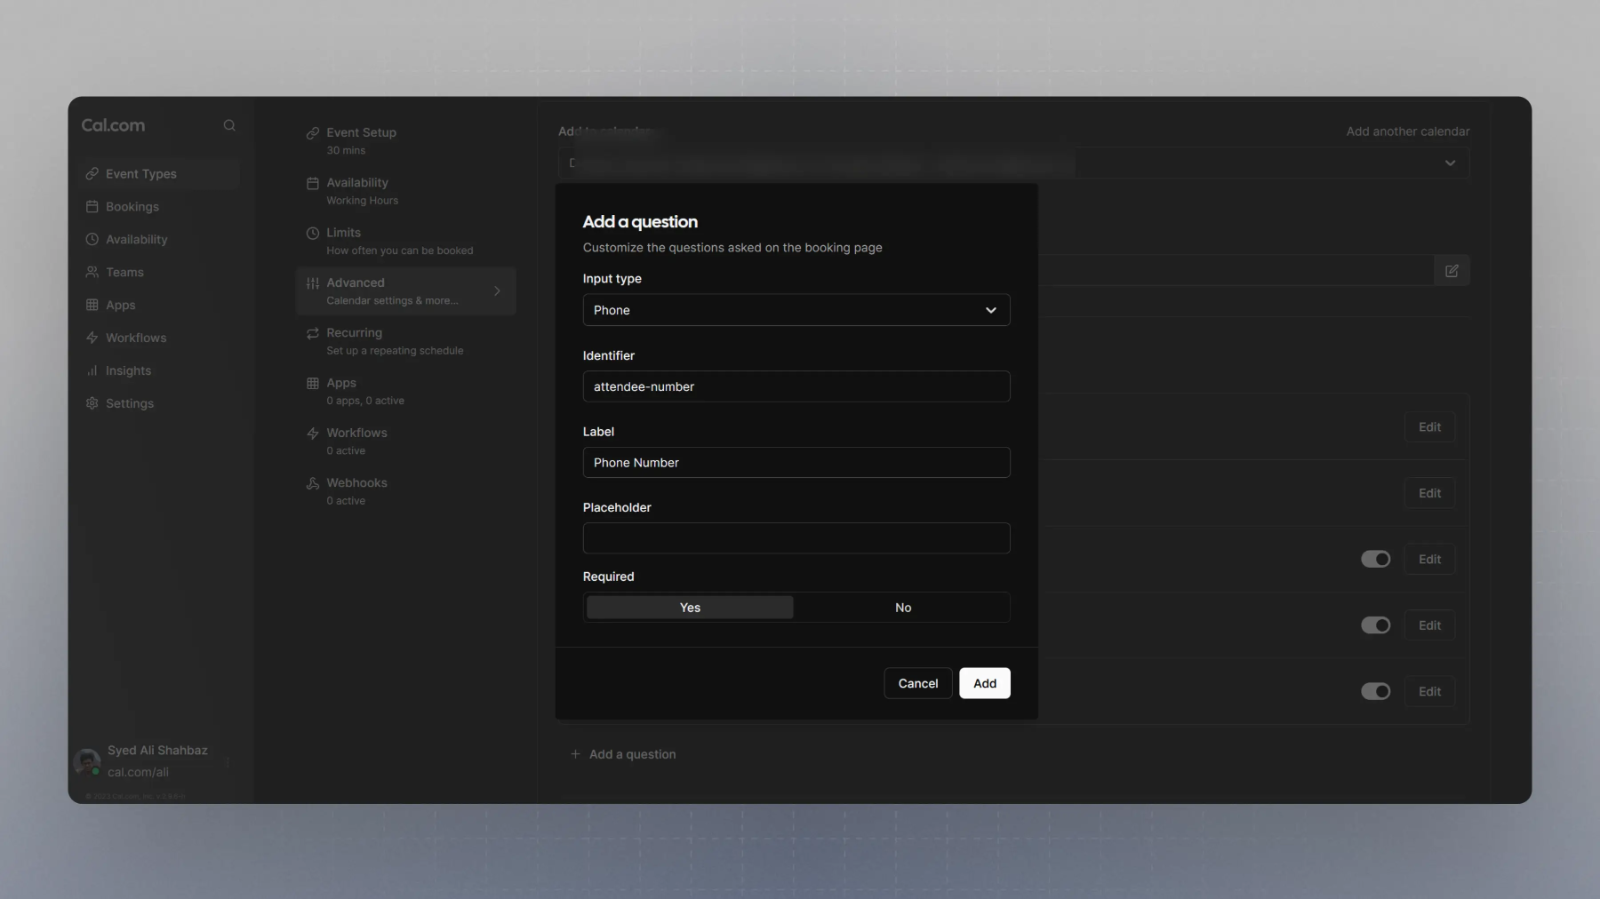 Cal.com
Event Types
Bookings
Availability
Teams
Apps
Workflows
Insights
Settings
Syed Ali Shahbaz
cal.com/ali
Event Setup
30 mins
Availability
Working Hours
Limits
How often you can be booked
Advanced
Calendar settings & more...
Recurring
Set up a repeating schedule
Apps
0 apps, 0 active
Workflows
0 active
Webhooks
0 active
Add to calendar
Add another calendar
Add a question
Customize the questions asked on the booking page
Input type
Phone
Identifier
attendee-number
Label
Phone Number
Placeholder
Required
Yes No
Cancel Add
Edit
Edit
Edit
Edit
Edit
+ Add a question